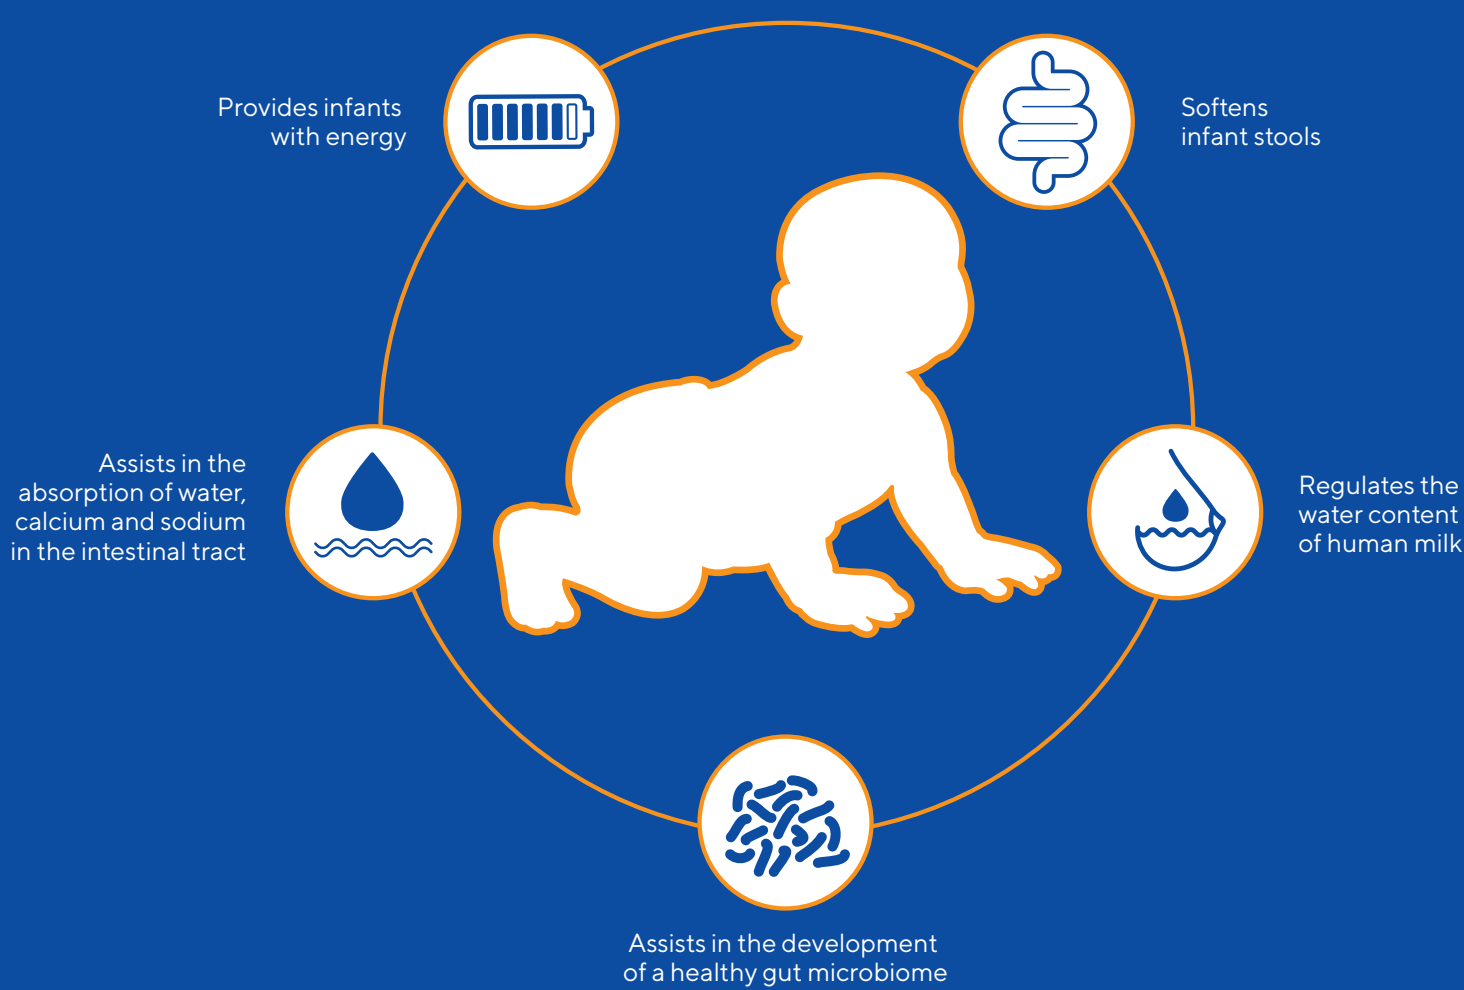 Provides infants
with energy
Softens
infant stools
Assists in the
absorption of water,
calcium and sodium
in the intestinal tract
Regulates the
water content
of human milk
Assists in the development
of a healthy gut microbiome